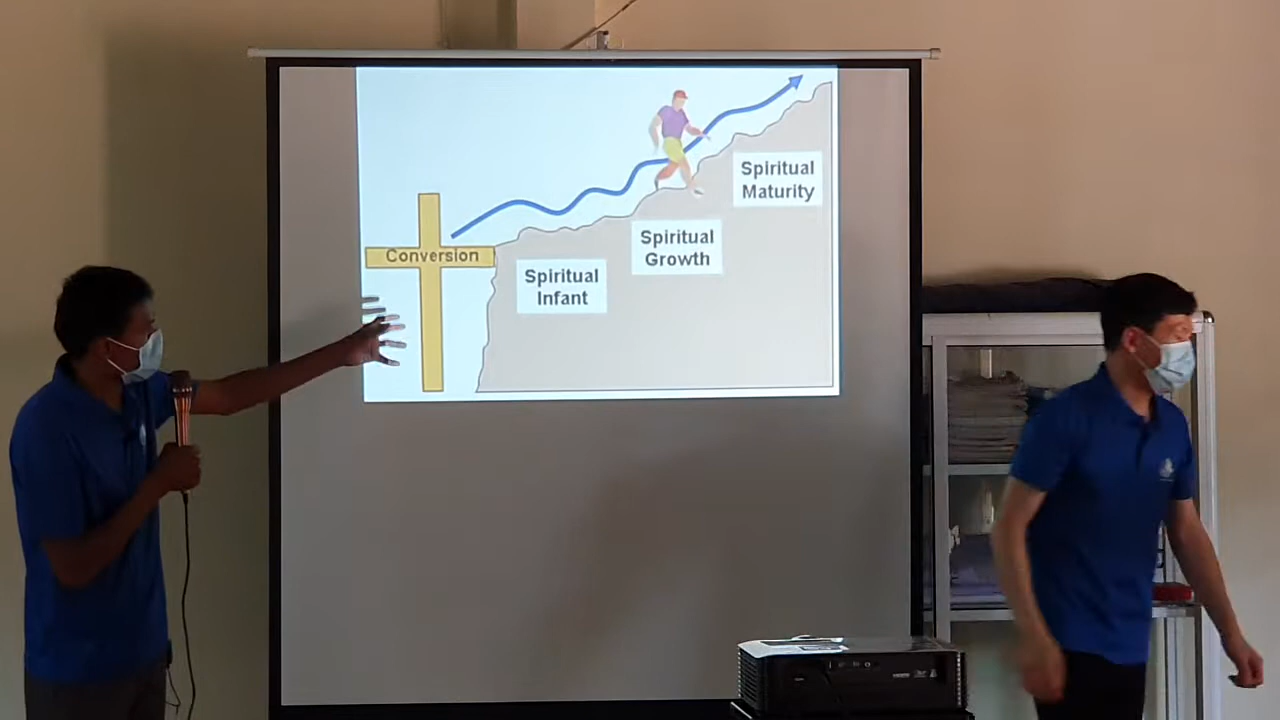 Conversion
Spiritual
Infant
Spiritual
Growth
Spiritual
Maturity